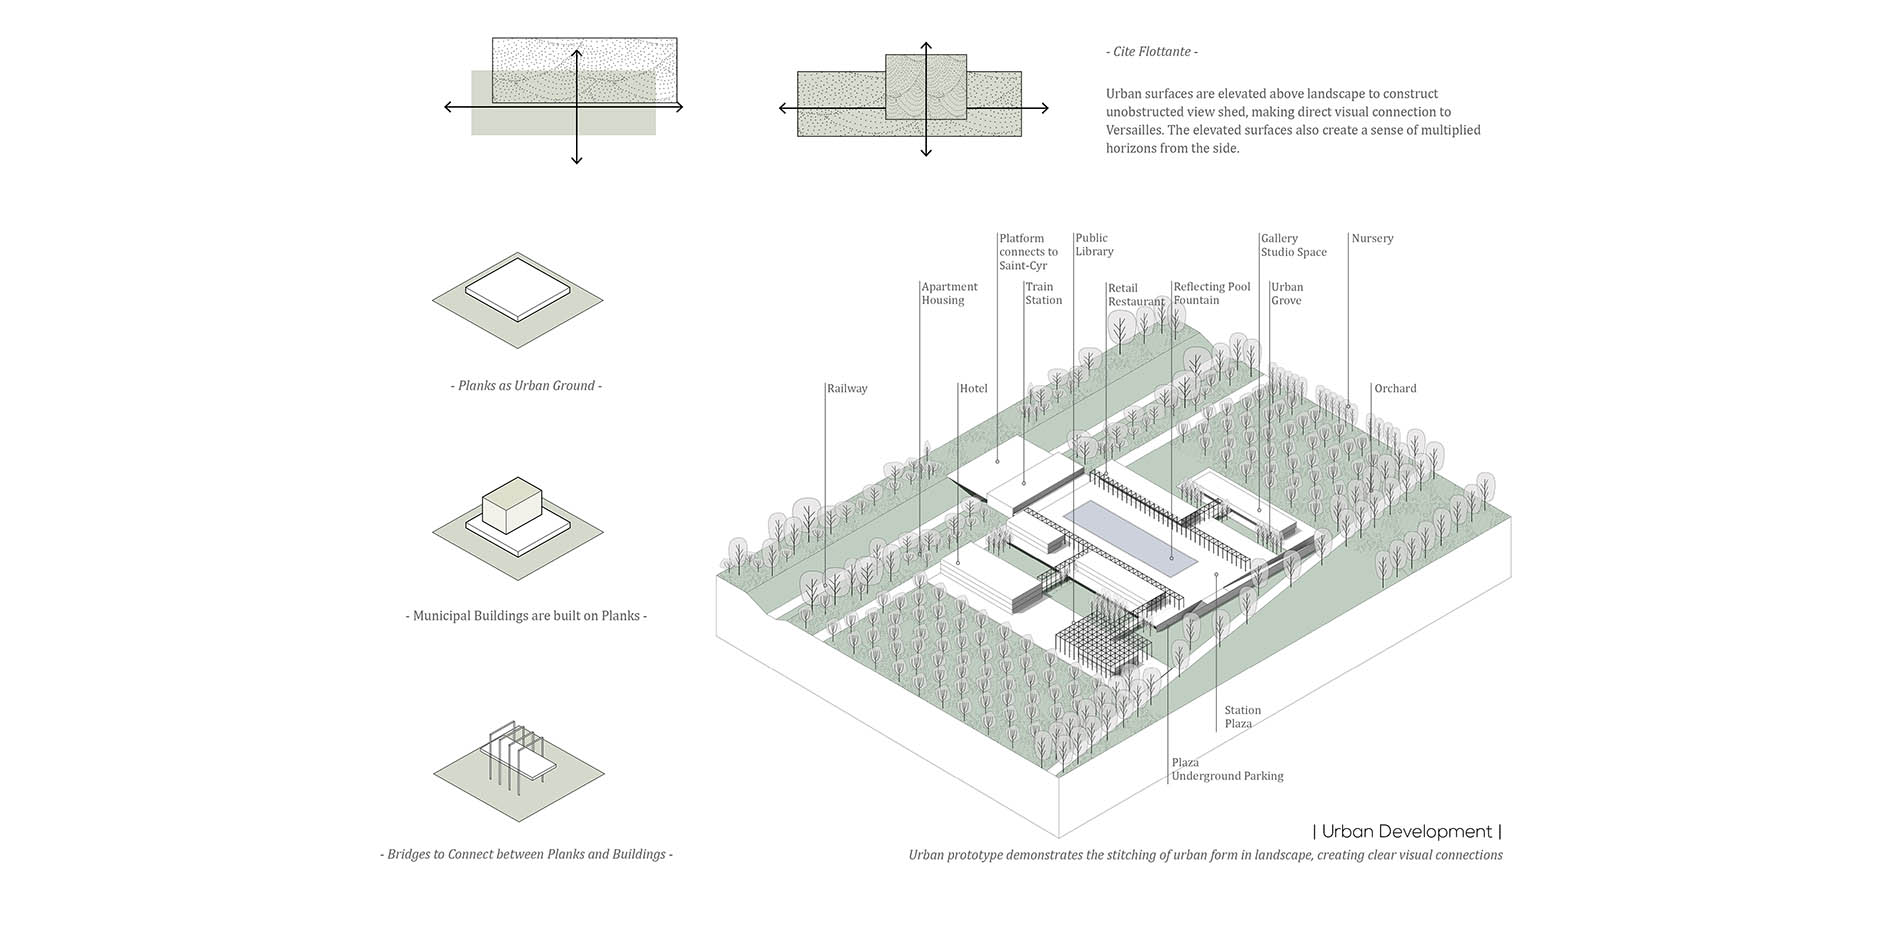 - Cite Flottante -
Urban surfaces are elevated above landscape to construct
unobstructed view shed, making direct visual connection to
Versailles. The elevated surfaces also create a sense of multiplied
horizons from the side.
- Planks as Urban Ground -
- Municipal Buildings are built on Planks -
- Bridges to Connect between Planks and Buildings -
Platform
connects to
Saint-Cyr
Public
Library
Gallery
Studio Space
Nursery
Apartment
Housing
Train
Station
Retail
Restaurant
Reflecting Pool
Fountain
Urban
Grove
Railway
Hotel
Orchard
Station
Plaza
Plaza
Underground Parking
| Urban Development |
Urban prototype demonstrates the stitching of urban form in landscape, creating clear visual connections